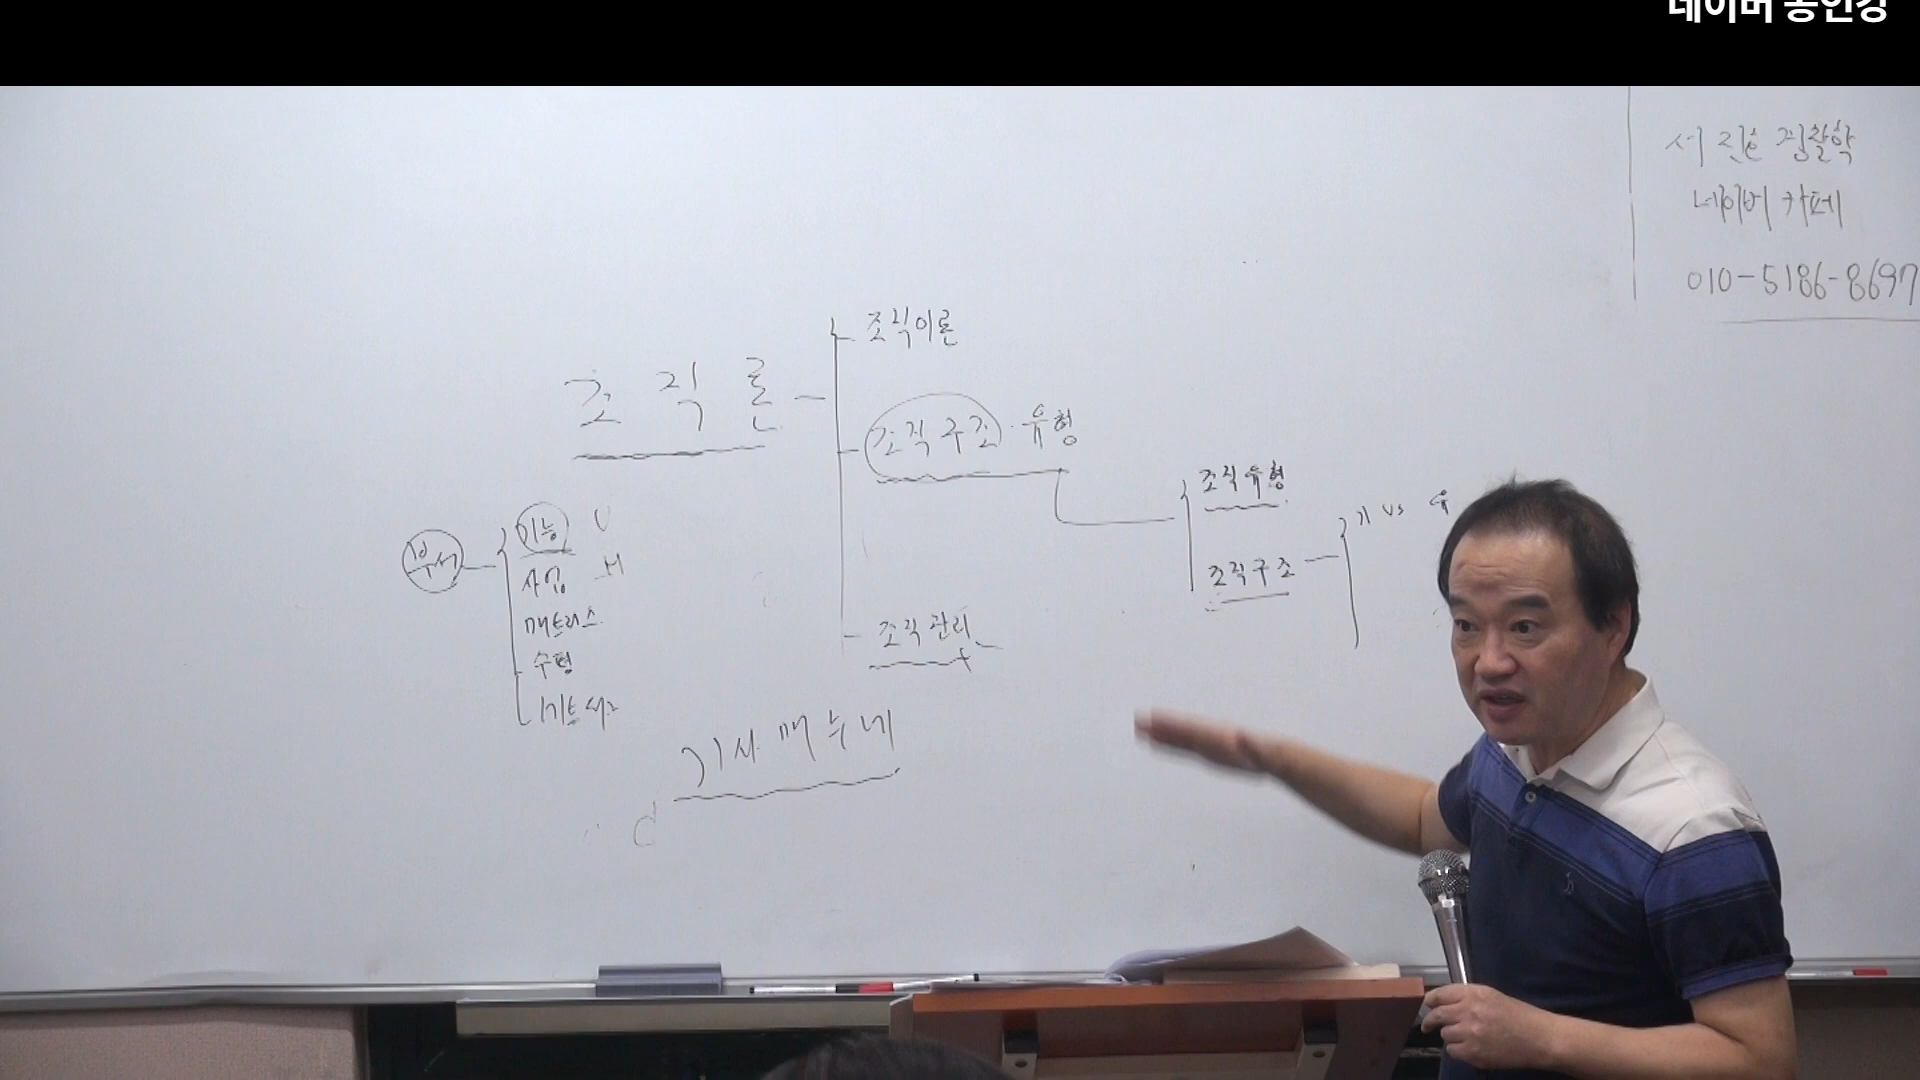 네이버 공인강
서진 경찰학
네이버 카페
010-5186-8697
조직론
조직이론
조직구조·유형
조직관리
조직유형
조직구조
기 vs 유
부서
기능 U
사업 H
매트릭스
수평
네트워크
기사매수네
d